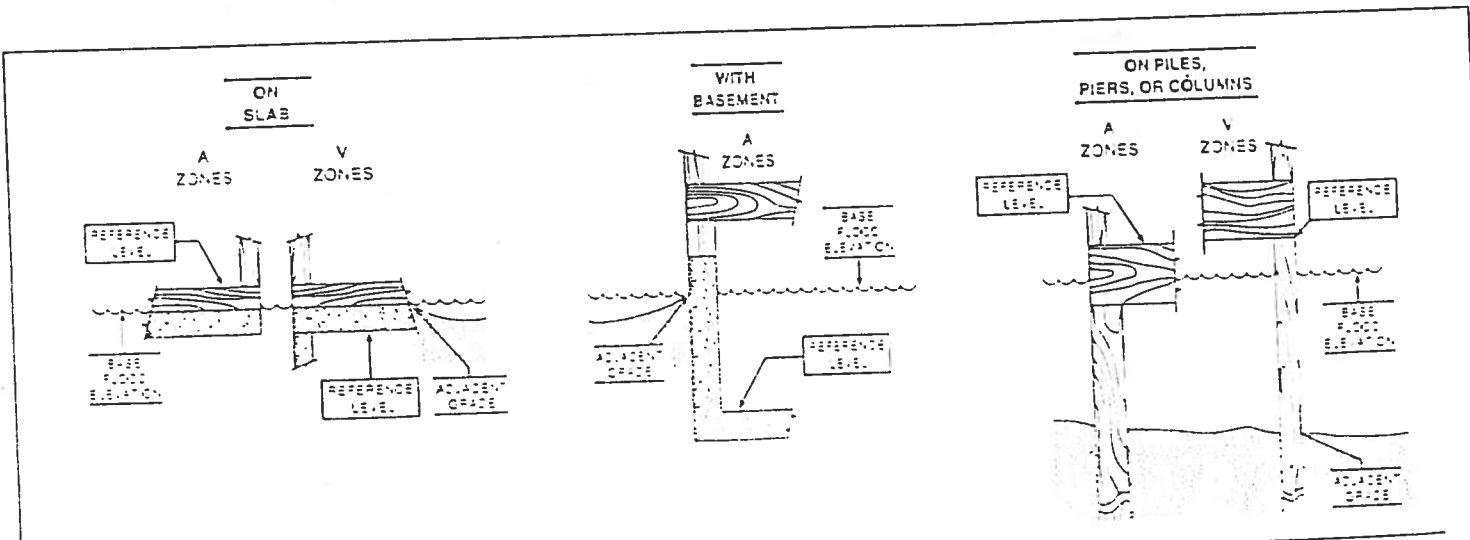 ON
SLAB
A
ZONES
V
ZONES
REFERENCE
LEVEL
BASE
FLOOD
ELEVATION
REFERENCE
LEVEL
ADJACENT
GRADE
WITH
BASEMENT
A
ZONES
BASE
FLOOD
ELEVATION
ADJACENT
GRADE
REFERENCE
LEVEL
ON PILES,
PIERS, OR COLUMNS
A
ZONES
V
ZONES
REFERENCE
LEVEL
REFERENCE
LEVEL
BASE
FLOOD
ELEVATION
ADJACENT
GRADE